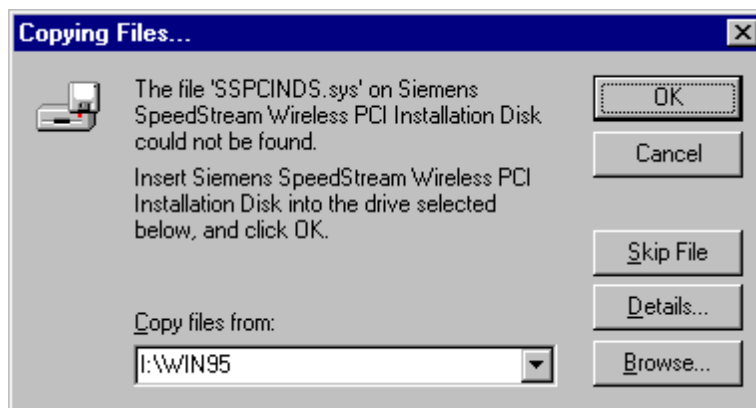 Copying Files...
The file 'SSPCINDS.sys' on Siemens
SpeedStream Wireless PCI Installation Disk
could not be found.
Insert Siemens SpeedStream Wireless PCI
Installation Disk into the drive selected
below, and click OK.
Copy files from:
I:\WIN95
OK
Cancel
Skip File
Details...
Browse...